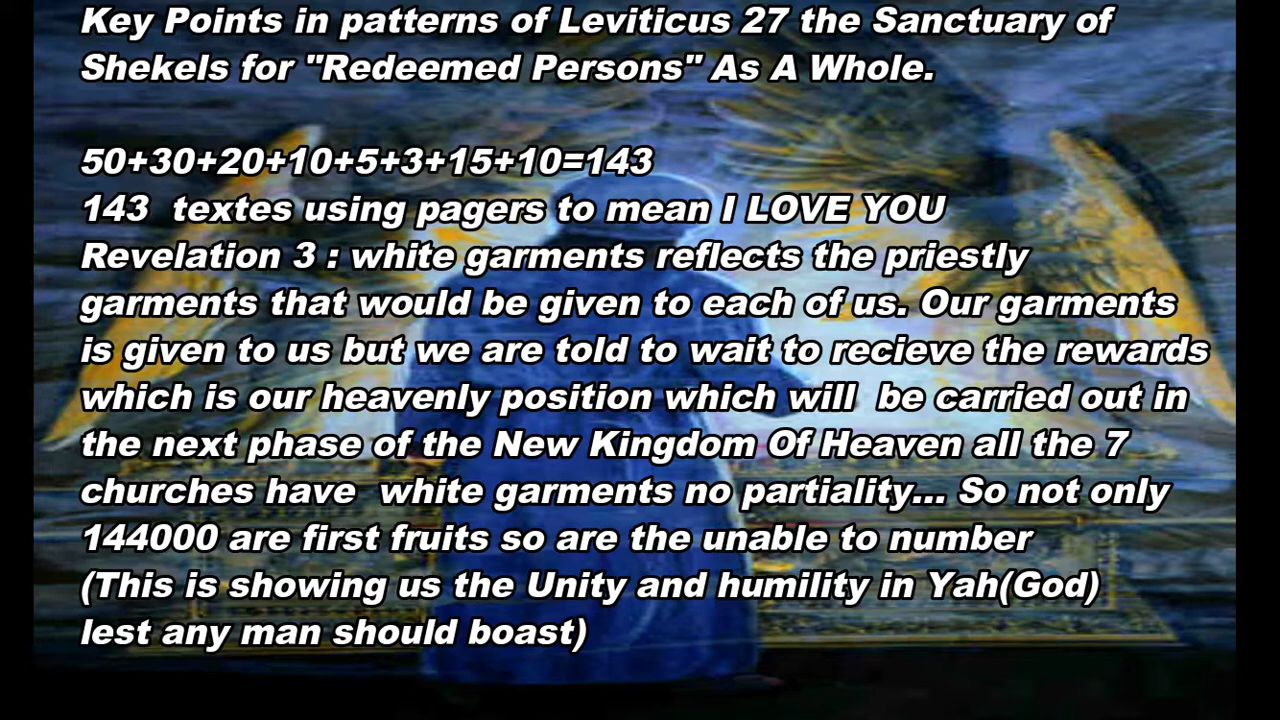 Key Points in patterns of Leviticus 27 the Sanctuary of
Shekels for "Redeemed Persons" As A Whole.
50+30+20+10+5+3+15+10=143
143 textes using pagers to mean I LOVE YOU
Revelation 3 : white garments reflects the priestly
garments that would be given to each of us. Our garments
is given to us but we are told to wait to recieve the rewards
which is our heavenly position which will be carried out in
the next phase of the New Kingdom Of Heaven all the 7
churches have white garments no partiality... So not only
144000 are first fruits so are the unable to number
(This is showing us the Unity and humility in Yah(God)
lest any man should boast)